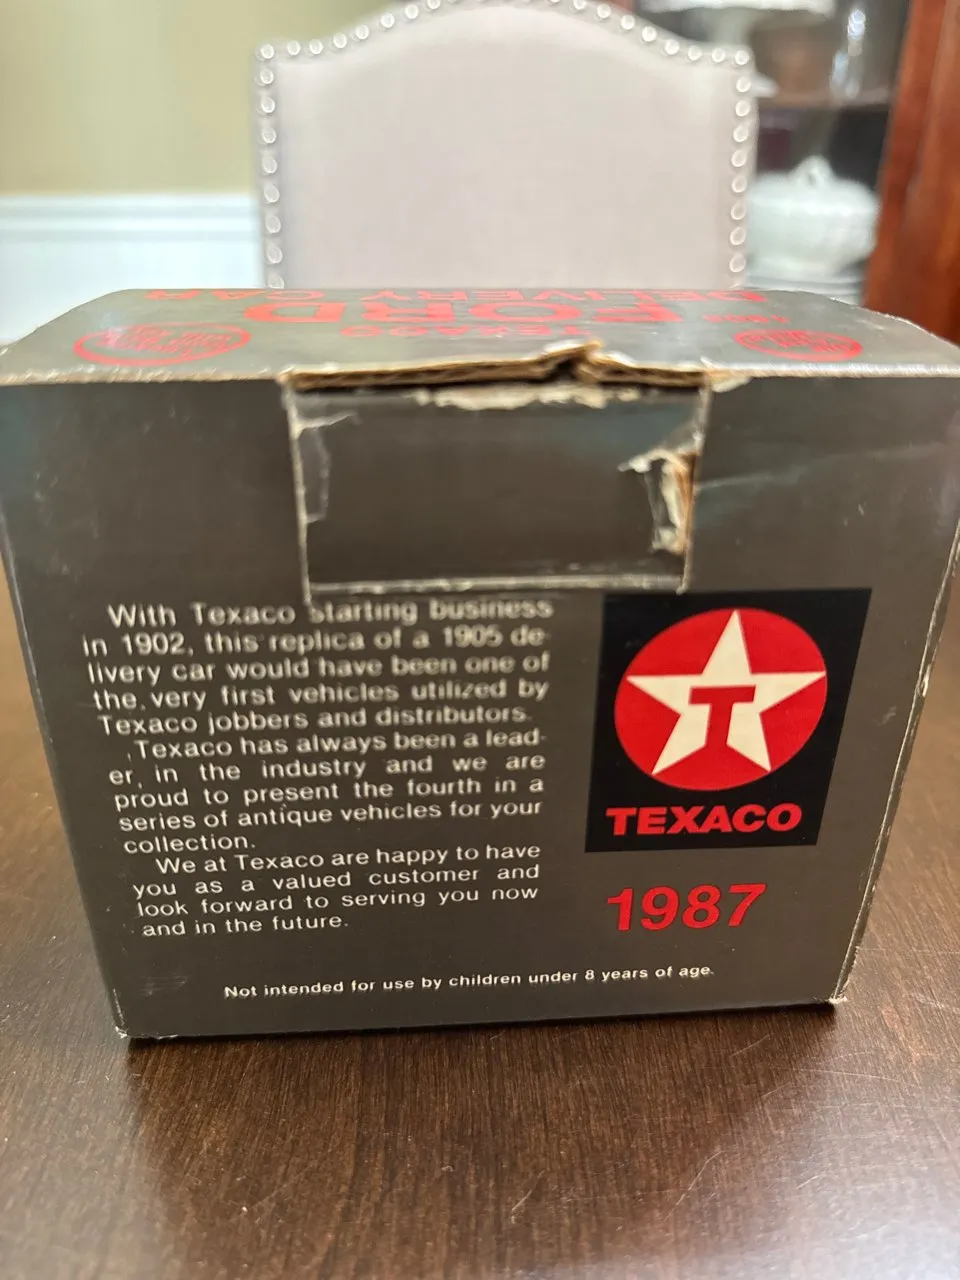 DELIVERY CAR
FORD
TEXACO
With Texaco starting business
in 1902, this replica of a 1905 de-
livery car would have been one of
the very first vehicles utilized by
Texaco jobbers and distributors.
Texaco has always been a lead-
er in the industry and we are
proud to present the fourth in a
series of antique vehicles for your
collection.
We at Texaco are happy to have
you as a valued customer and
look forward to serving you now
and in the future.
T
TEXACO
1987
Not intended for use by children under 8 years of age.